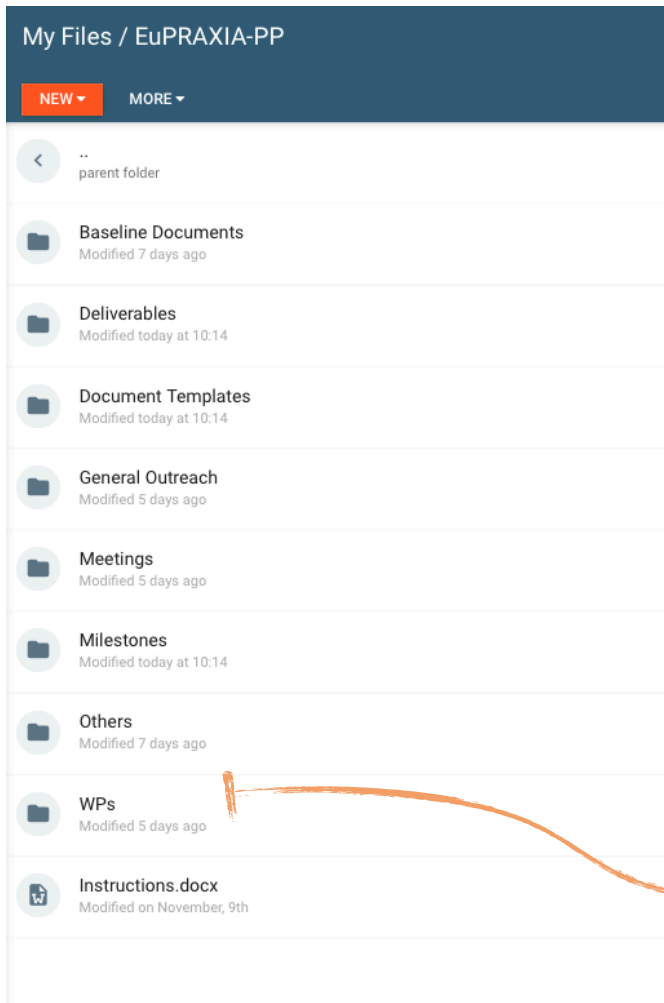 My Files / EuPRAXIA-PP
NEW MORE
..
parent folder
Baseline Documents
Modified 7 days ago
Deliverables
Modified today at 10:14
Document Templates
Modified today at 10:14
General Outreach
Modified 5 days ago
Meetings
Modified 5 days ago
Milestones
Modified today at 10:14
Others
Modified 7 days ago
WPs
Modified 5 days ago
Instructions.docx
Modified on November, 9th